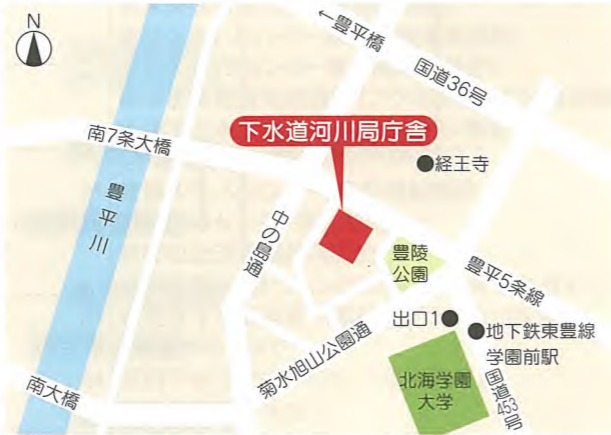 N
←豊平橋
国道36号
下水道河川局庁舎
南7条大橋
●経王寺
豊平川
中の島通
豊陵
公園
豊平5条線
出口1●
●地下鉄東豊線
学園前駅
菊水旭山公園通
北海学園
大学
国道453号
南大橋